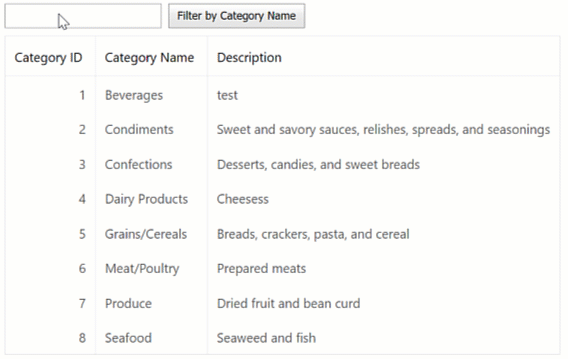 Filter by Category Name
Category ID Category Name Description
1 Beverages test
2 Condiments Sweet and savory sauces, relishes, spreads, and seasonings
3 Confections Desserts, candies, and sweet breads
4 Dairy Products Cheesess
5 Grains/Cereals Breads, crackers, pasta, and cereal
6 Meat/Poultry Prepared meats
7 Produce Dried fruit and bean curd
8 Seafood Seaweed and fish